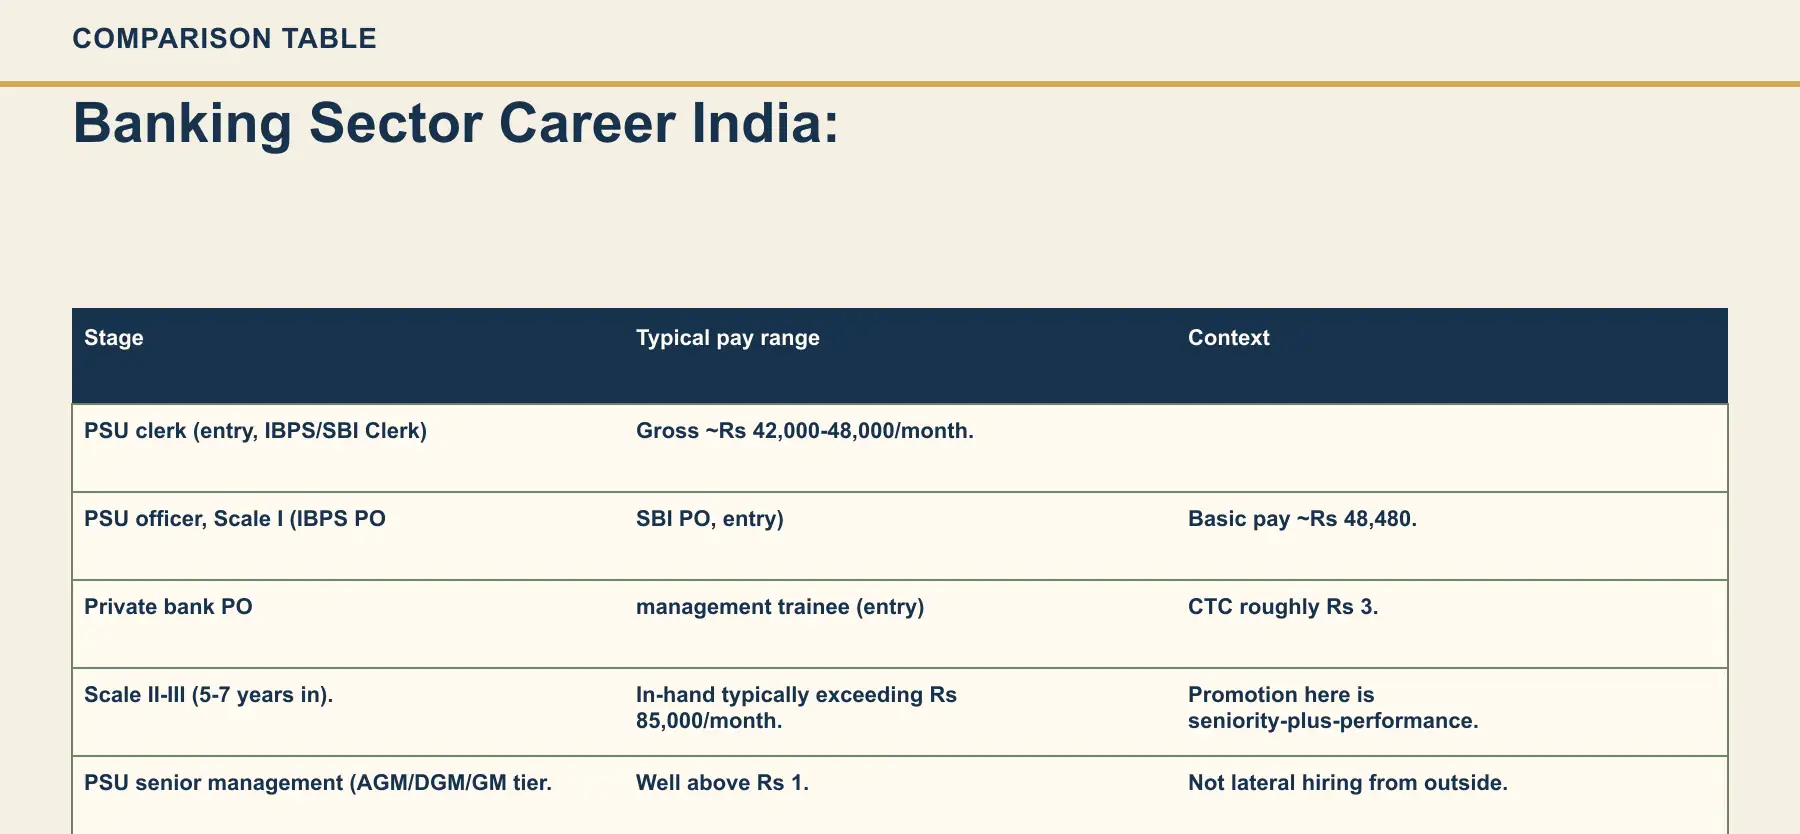 COMPARISON TABLE
Banking Sector Career India:
Stage
Typical pay range
Context
PSU clerk (entry, IBPS/SBI Clerk)
Gross ~Rs 42,000-48,000/month.
PSU officer, Scale I (IBPS PO
SBI PO, entry)
Basic pay ~Rs 48,480.
Private bank PO
management trainee (entry)
CTC roughly Rs 3.
Scale II-III (5-7 years in).
In-hand typically exceeding Rs
85,000/month.
Promotion here is
seniority-plus-performance.
PSU senior management (AGM/DGM/GM tier.
Well above Rs 1.
Not lateral hiring from outside.